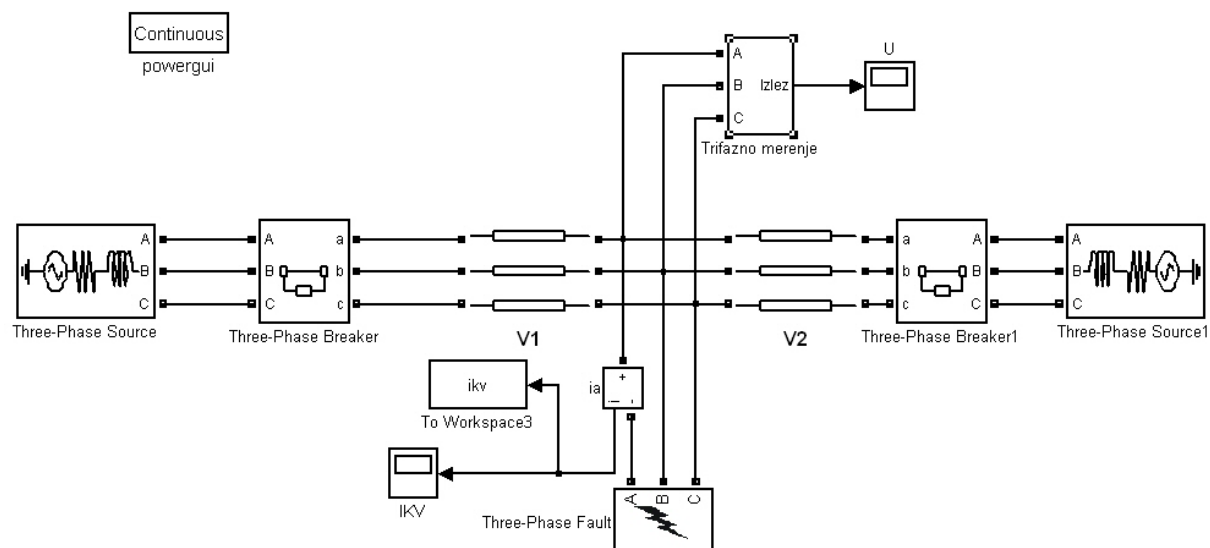 Continuous
powergui
U
A
B
C
Izlez
Trifazno merenje
A
B
C
Three-Phase Source
A
B
C
a
b
c
Three-Phase Breaker
V1
V2
a
b
c
A
B
C
Three-Phase Breaker1
A
B
C
Three-Phase Source1
ikv
To Workspace3
ia
+
i
-
IKV
A
B
C
Three-Phase Fault